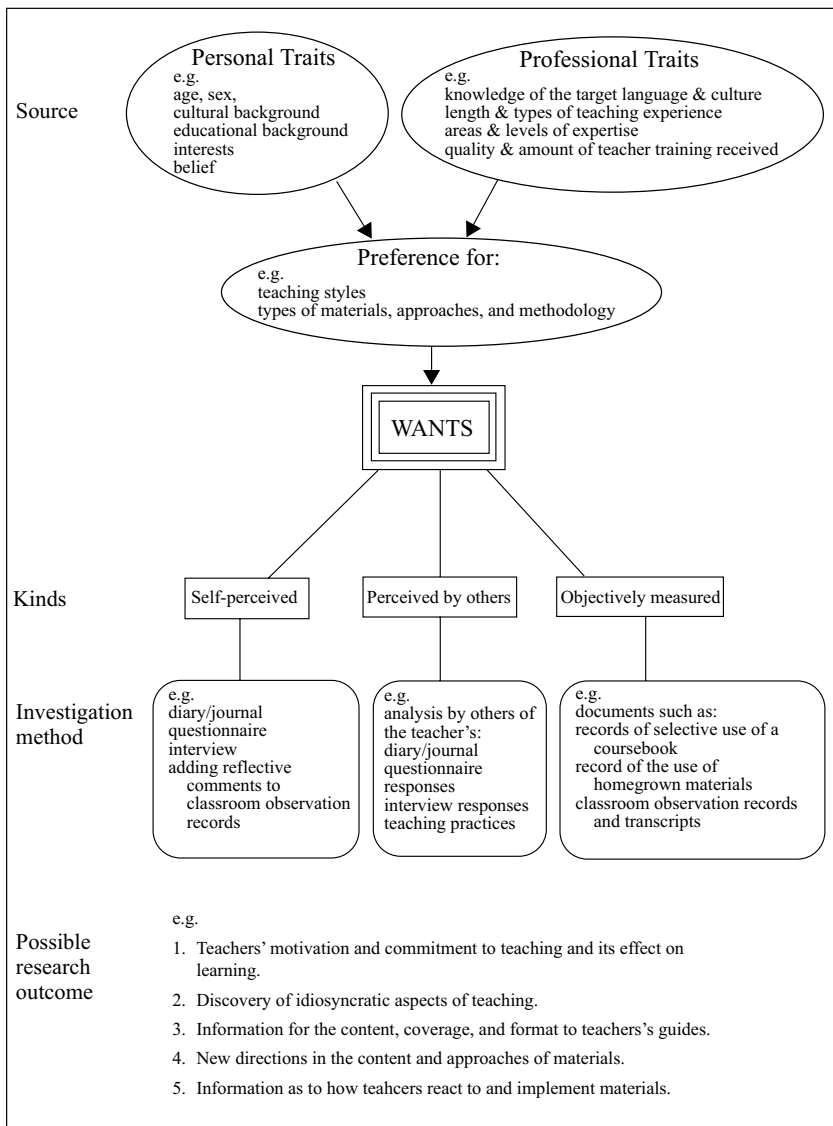 Source
Personal Traits
e.g.
age, sex,
cultural background
educational background
interests
belief
Professional Traits
e.g.
knowledge of the target language & culture
length & types of teaching experience
areas & levels of expertise
quality & amount of teacher training received
Preference for:
e.g.
teaching styles
types of materials, approaches, and methodology
WANTS
Kinds
Self-perceived
Perceived by others
Objectively measured
Investigation
method
e.g.
diary/journal
questionnaire
interview
adding reflective
comments to
classroom observation
records
e.g.
analysis by others of
the teacher's:
diary/journal
questionnaire
responses
interview responses
teaching practices
e.g.
documents such as:
records of selective use of a
coursebook
record of the use of
homegrown materials
classroom observation records
and transcripts
Possible
research
outcome
e.g.
1. Teachers' motivation and commitment to teaching and its effect on
learning.
2. Discovery of idiosyncratic aspects of teaching.
3. Information for the content, coverage, and format to teachers's guides.
4. New directions in the content and approaches of materials.
5. Information as to how teahcers react to and implement materials.